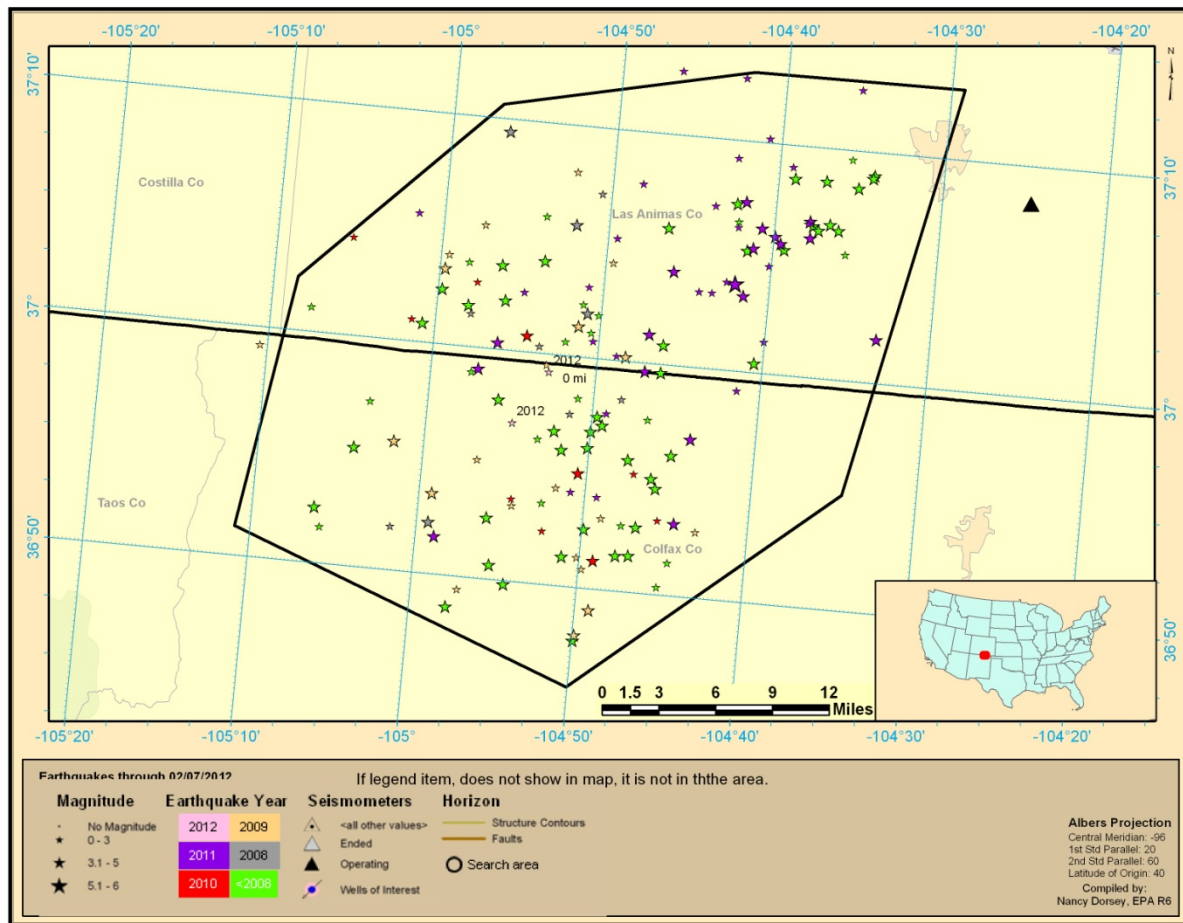 -105°20'
-105°10'
-105°
-104°50'
-104°40'
-104°30'
-104°20'
37°10'
N
Costilla Co
37°10'
Las Animas Co
37°
2012
0 mi
2012
37°
Taos Co
36°50'
Colfax Co
36°50'
0 1.5 3 6 9 12
Miles
-105°20'
-105°10'
-105°
-104°50'
-104°40'
-104°30'
-104°20'
Earthquakes through 02/07/2012
If legend item, does not show in map, it is not in ththe area.
Magnitude
No Magnitude
0 - 3
3.1 - 5
5.1 - 6
Earthquake Year
2012 2009
2011 2008
2010 <2008
Seismometers
<all other values>
Ended
Operating
Wells of Interest
Horizon
Structure Contours
Faults
Search area
Albers Projection
Central Meridian: -96
1st Std Parallel: 20
2nd Std Parallel: 60
Latitude of Origin: 40
Compiled by:
Nancy Dorsey, EPA R6